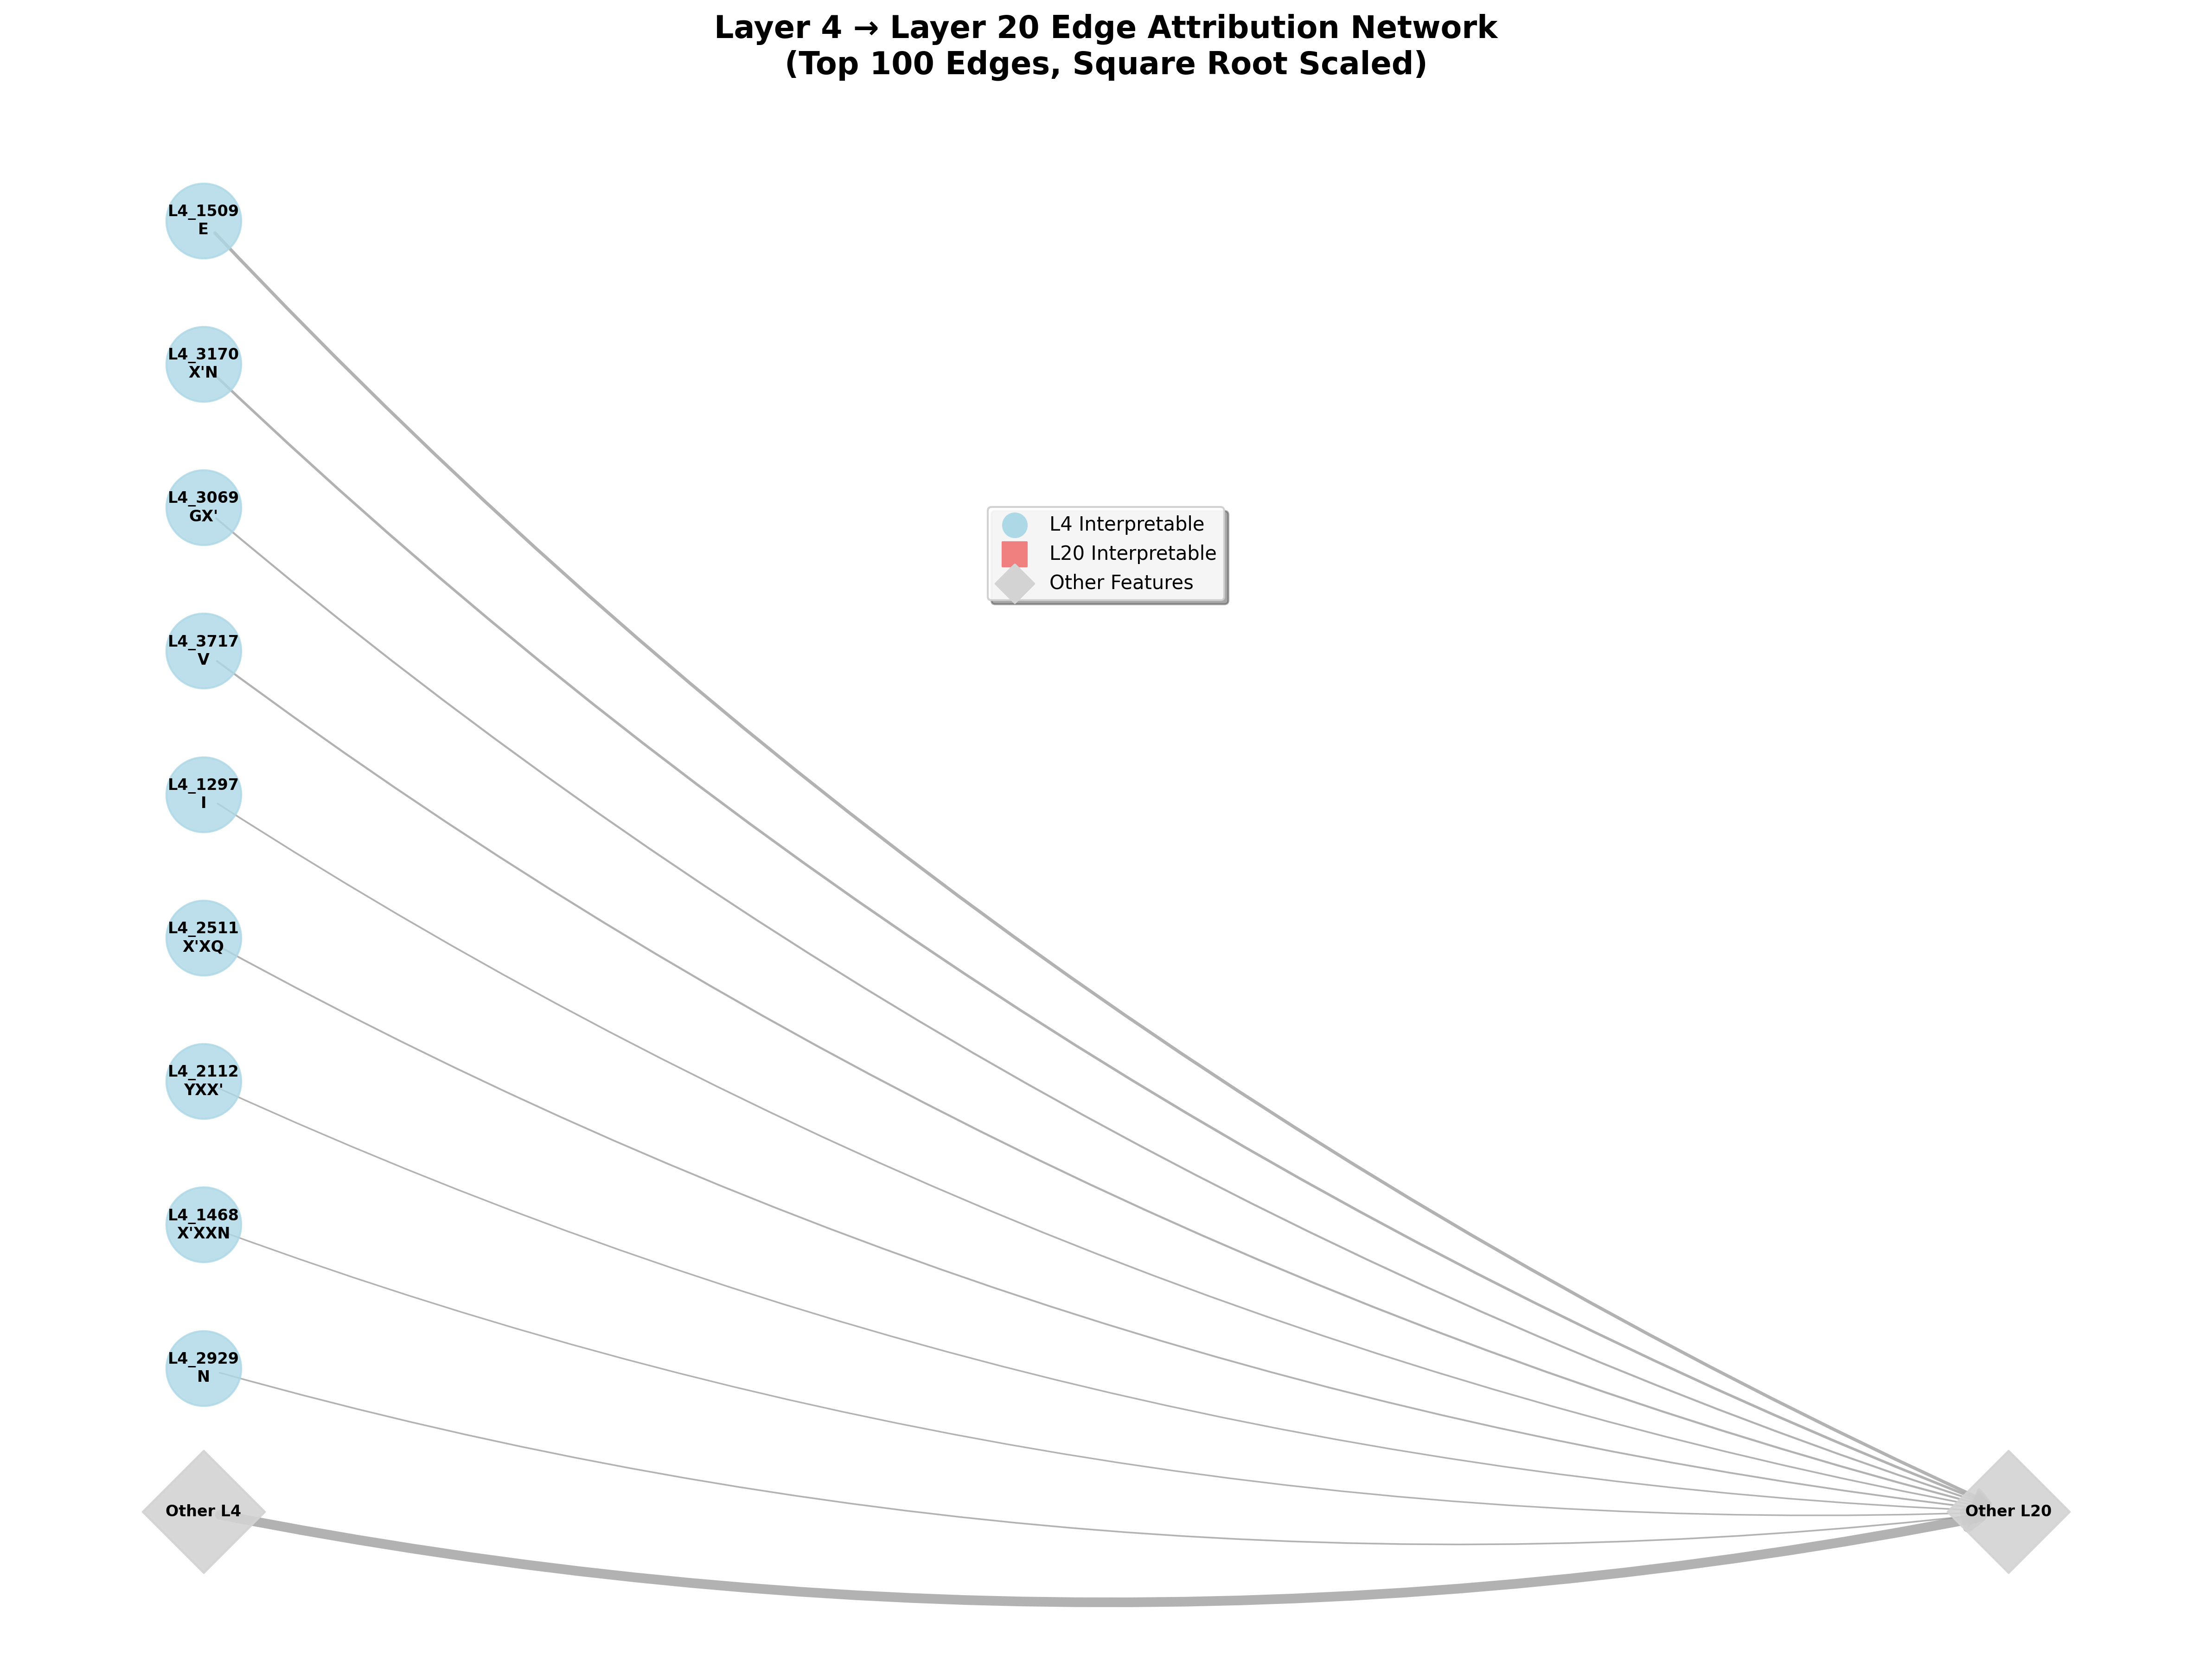 Layer 4 → Layer 20 Edge Attribution Network
(Top 100 Edges, Square Root Scaled)
L4_1509
E
L4_3170
X'N
L4_3069
GX'
L4_3717
V
L4_1297
I
L4_2511
X'XQ
L4_2112
YXX'
L4_1468
X'XXN
L4_2929
N
Other L4
L4 Interpretable
L20 Interpretable
Other Features
Other L20